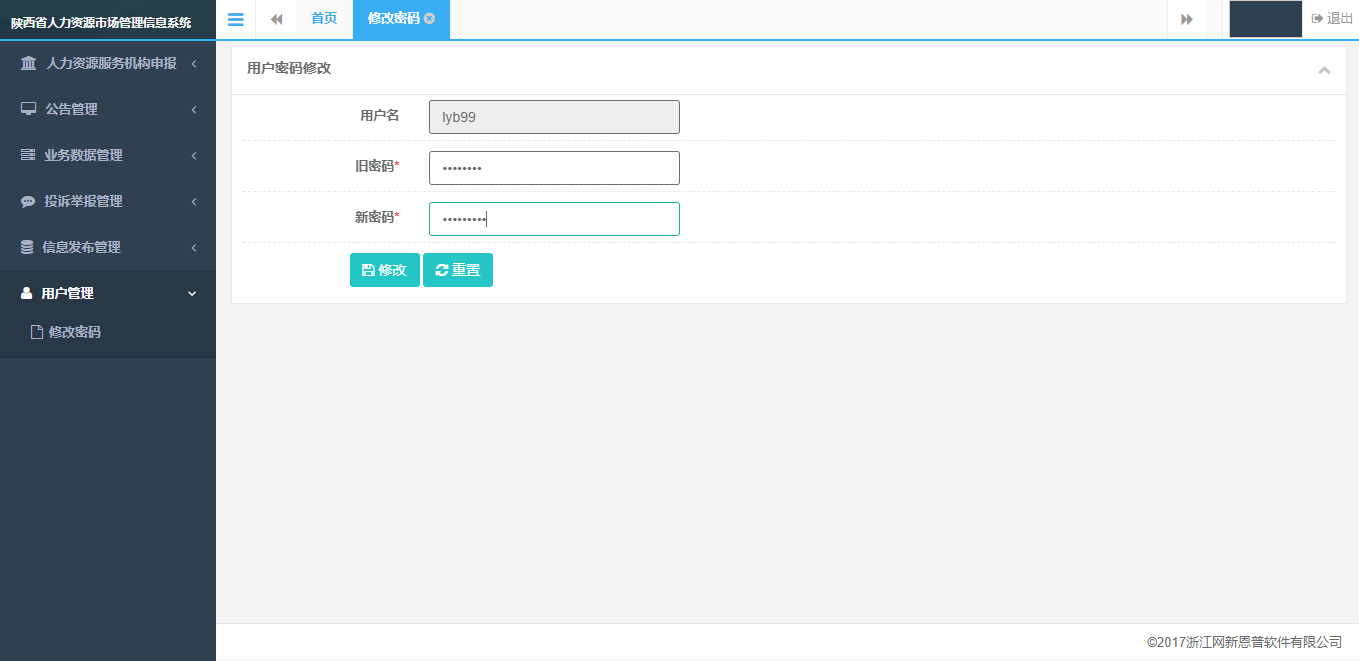 陕西省人力资源市场管理信息系统
首页
修改密码
退出
人力资源服务机构申报
公告管理
业务数据管理
投诉举报管理
信息发布管理
用户管理
修改密码
用户密码修改
用户名
lyb99
旧密码*
••••••••
新密码*
•••••••••
修改
重置
©2017浙江网新恩普软件有限公司